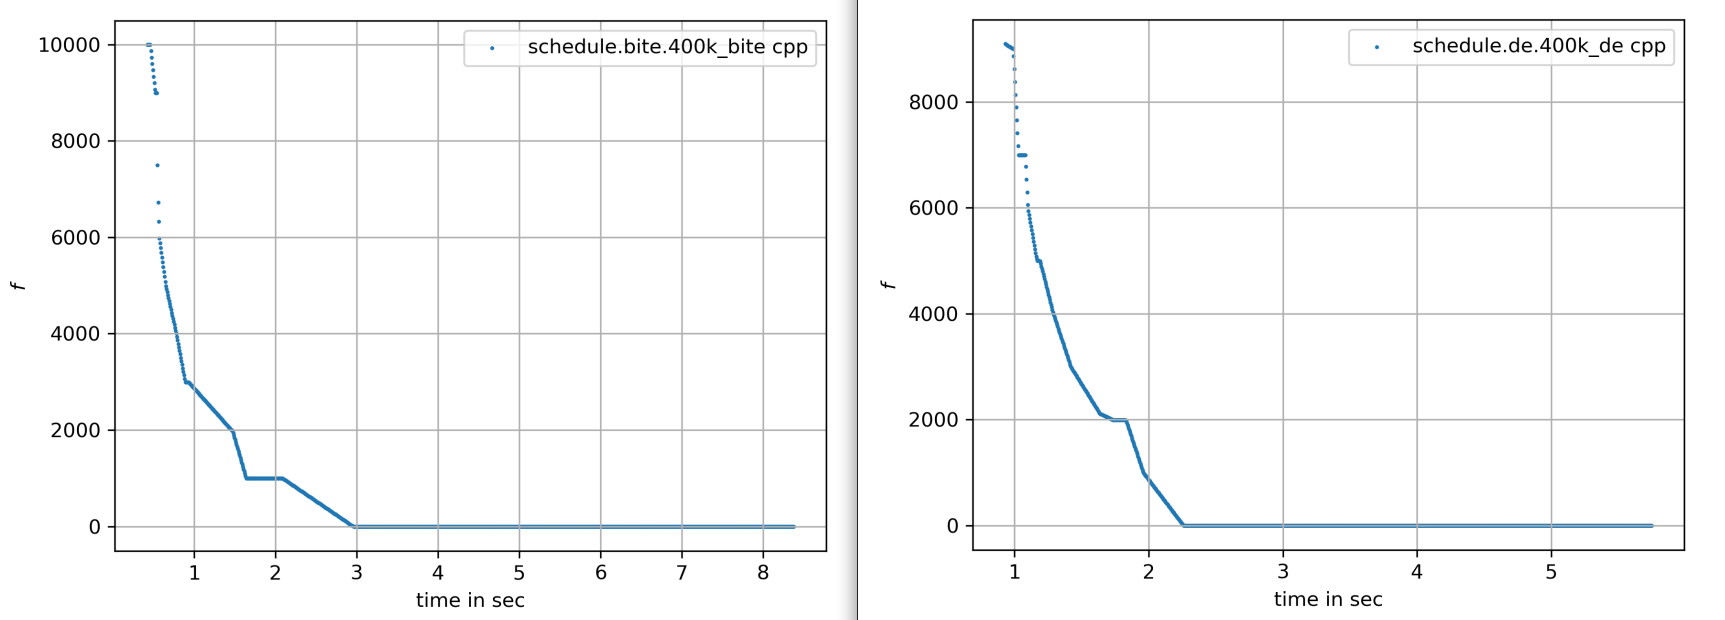 schedule.bite.400k_bite cpp
10000
8000
6000
4000
2000
0
f
1 2 3 4 5 6 7 8
time in sec
schedule.de.400k_de cpp
8000
6000
4000
2000
0
f
1 2 3 4 5
time in sec